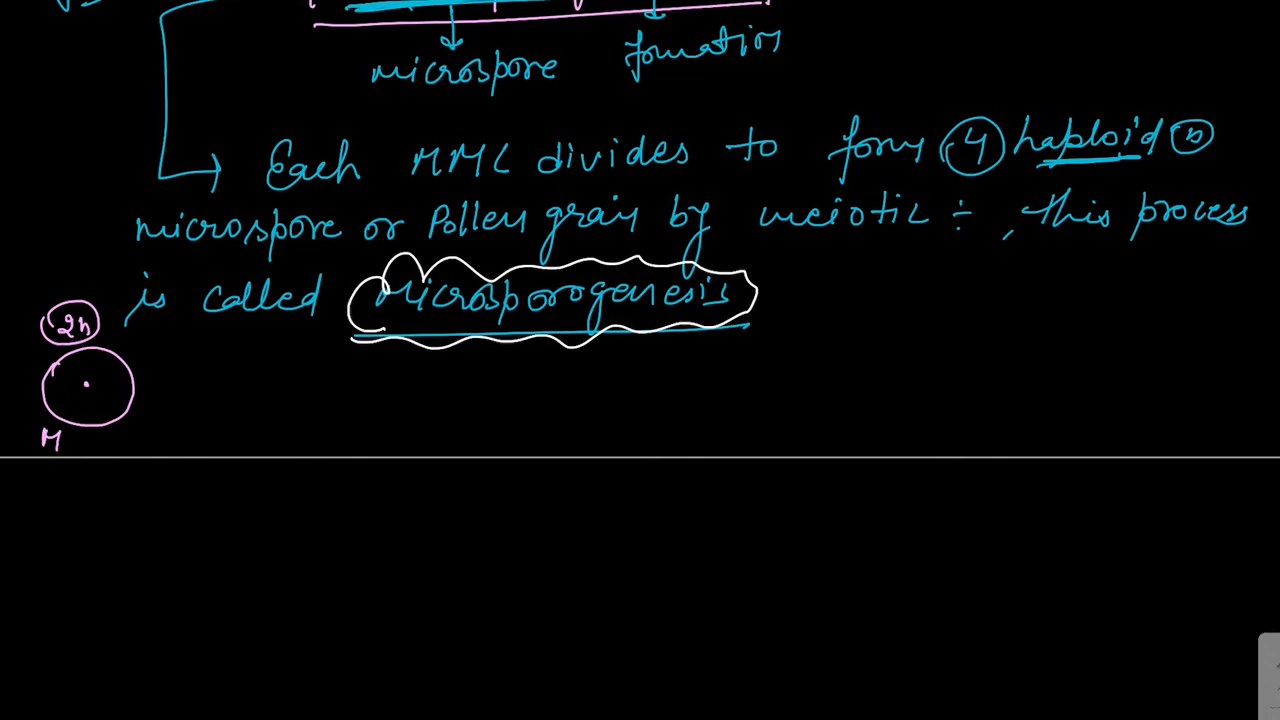 microspore formation
Each MMC divides to form 4 haploid n
microspore or Pollen grain by meiotic ÷, this process
is called Microsporogenesis
2n
M